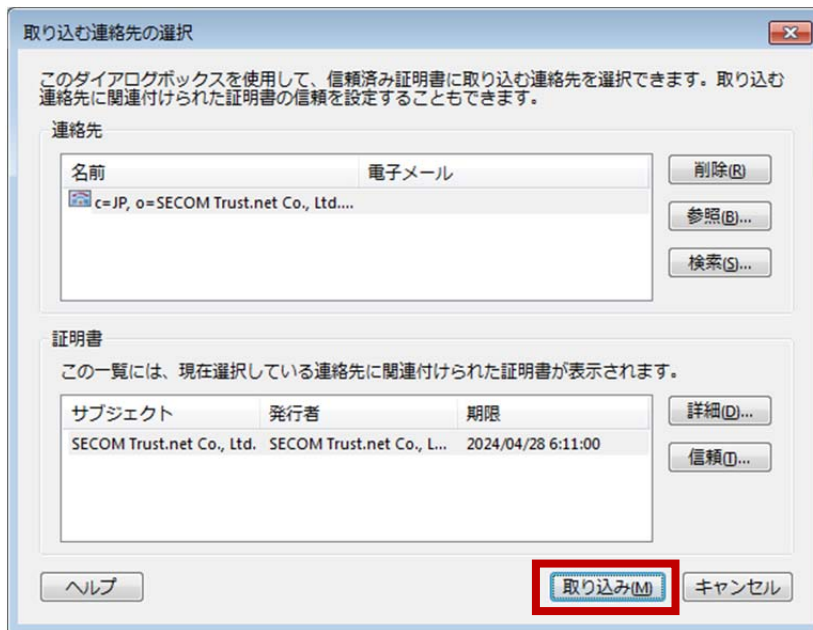 取り込む連絡先の選択
このダイアログボックスを使用して、信頼済み証明書に取り込む連絡先を選択できます。取り込む
連絡先に関連付けられた証明書の信頼を設定することもできます。
連絡先
名前 電子メール
c=JP, o=SECOM Trust.net Co., Ltd....
削除(R)
参照(B)...
検索(S)...
証明書
この一覧には、現在選択している連絡先に関連付けられた証明書が表示されます。
サブジェクト 発行者 期限
SECOM Trust.net Co., Ltd. SECOM Trust.net Co., L... 2024/04/28 6:11:00
詳細(D)...
信頼(T)...
ヘルプ 取り込み(M) キャンセル